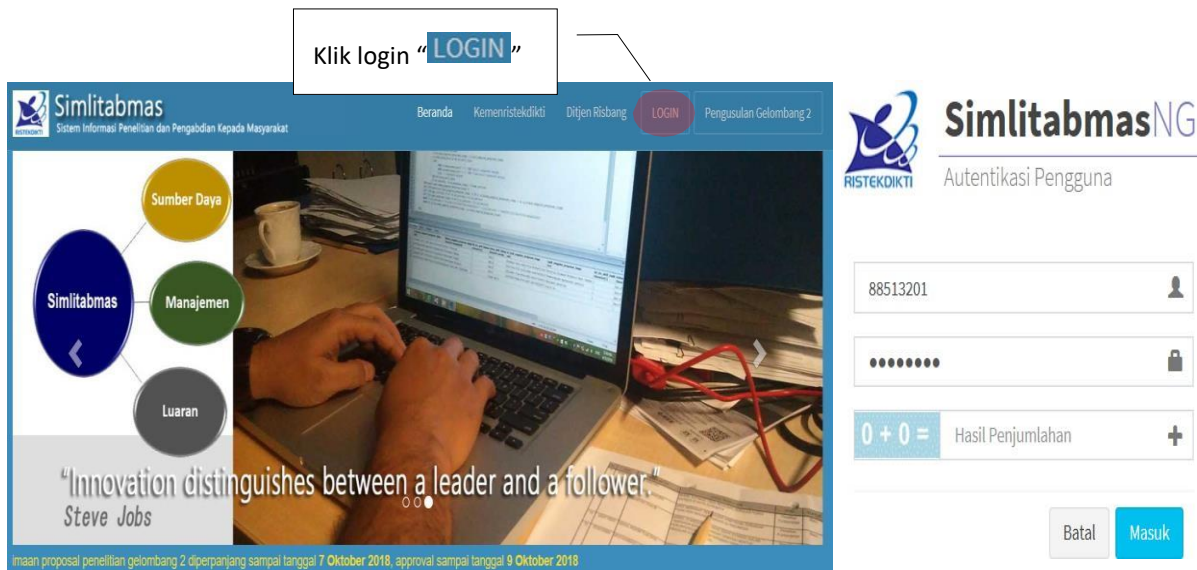 Klik login “ LOGIN ”
RISTEKDIKTI
Simlitabmas
Sistem Informasi Penelitian dan Pengabdian Kepada Masyarakat
Beranda Kemenristekdikti Ditjen Risbang LOGIN Pengusulan Gelombang 2
Sumber Daya
Simlitabmas
Manajemen
Luaran
"Innovation distinguishes between a leader and a follower."
Steve Jobs
imaan proposal penelitian gelombang 2 diperpanjang sampai tanggal 7 Oktober 2018, approval sampai tanggal 9 Oktober 2018
RISTEKDIKTI
SimlitabmasNG
Autentikasi Pengguna
88513201
••••••••
0 + 0 = Hasil Penjumlahan
Batal Masuk